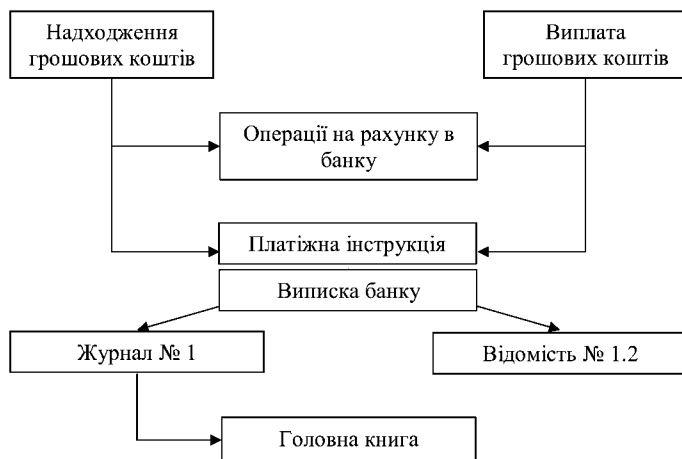 Надходження
грошових коштів
Виплата
грошових коштів
Операції на рахунку в
банку
Платіжна інструкція
Виписка банку
Журнал № 1
Відомість № 1.2
Головна книга